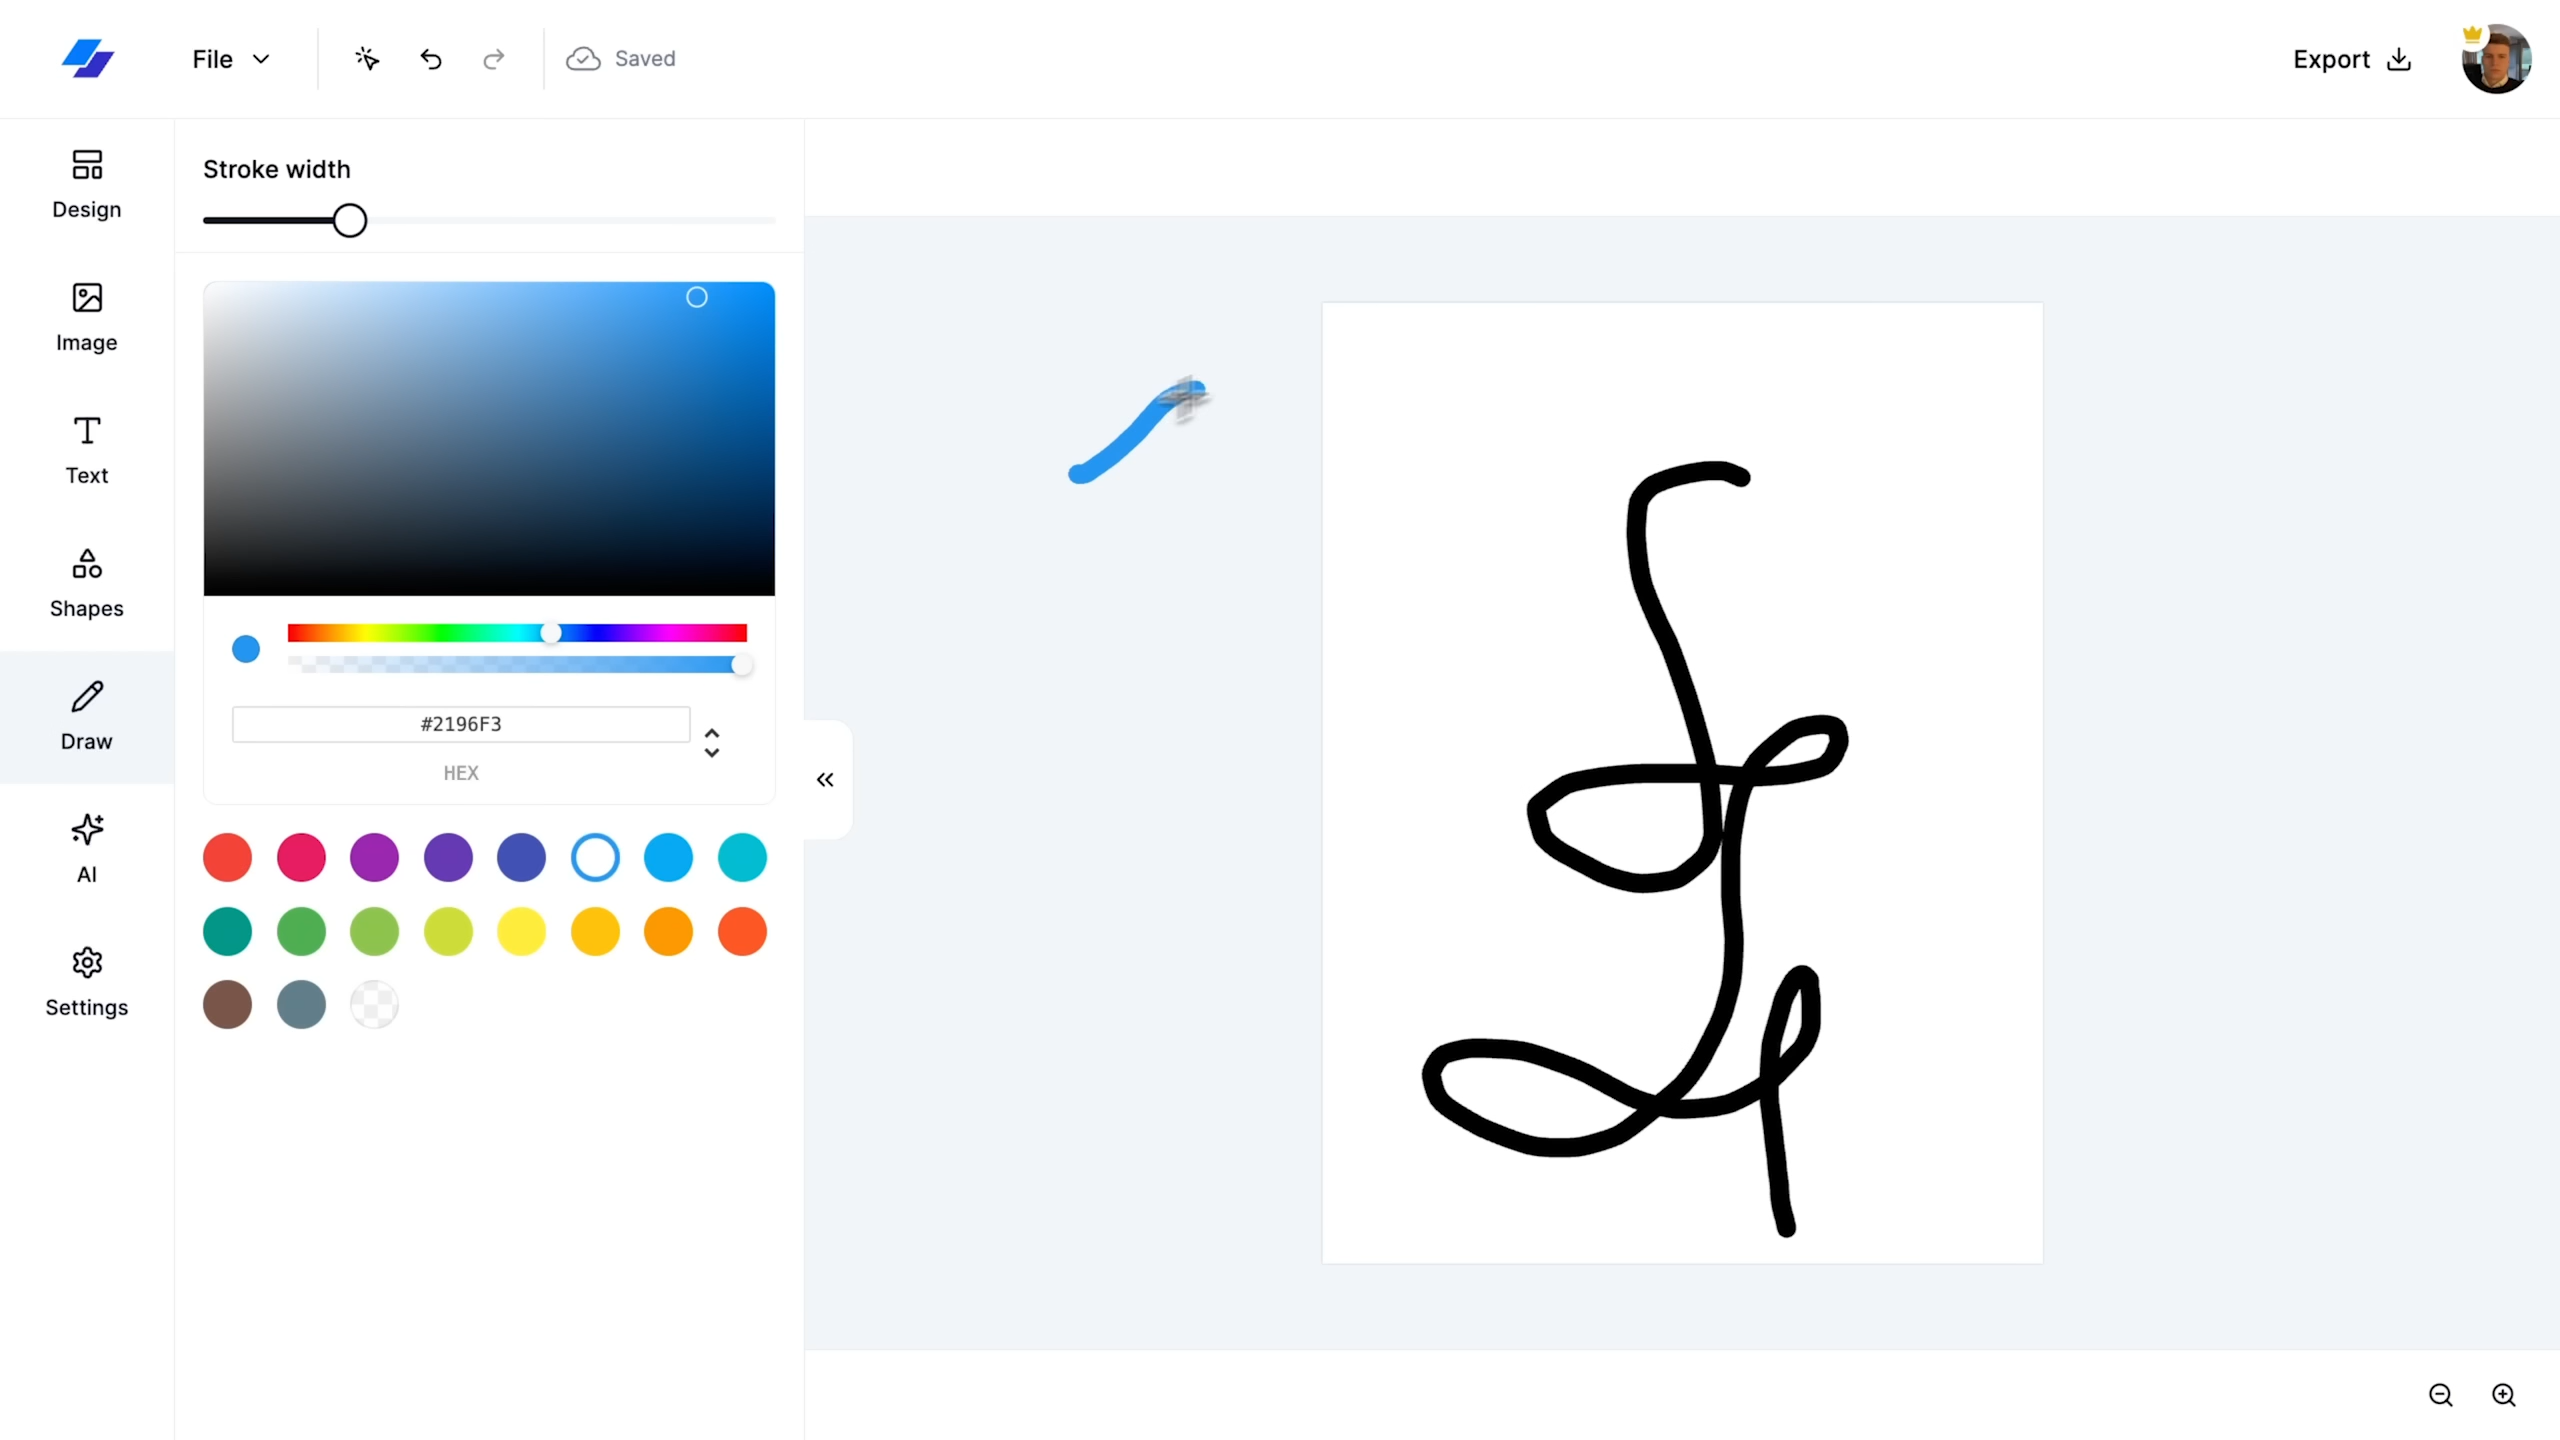 File
Saved
Export
Design
Image
Text
Shapes
Draw
AI
Settings
Stroke width
#2196F3
HEX